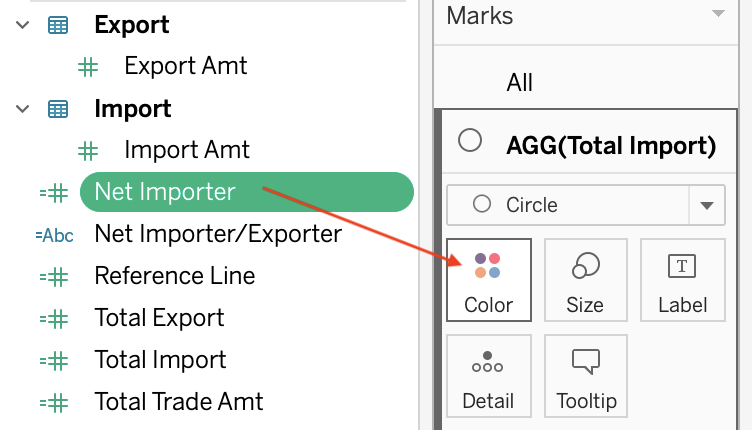 Export
Export Amt
Import
Import Amt
=# Net Importer
=Abc Net Importer/Exporter
=# Reference Line
=# Total Export
=# Total Import
=# Total Trade Amt
Marks
All
AGG(Total Import)
Circle
Color Size T Label
Detail Tooltip